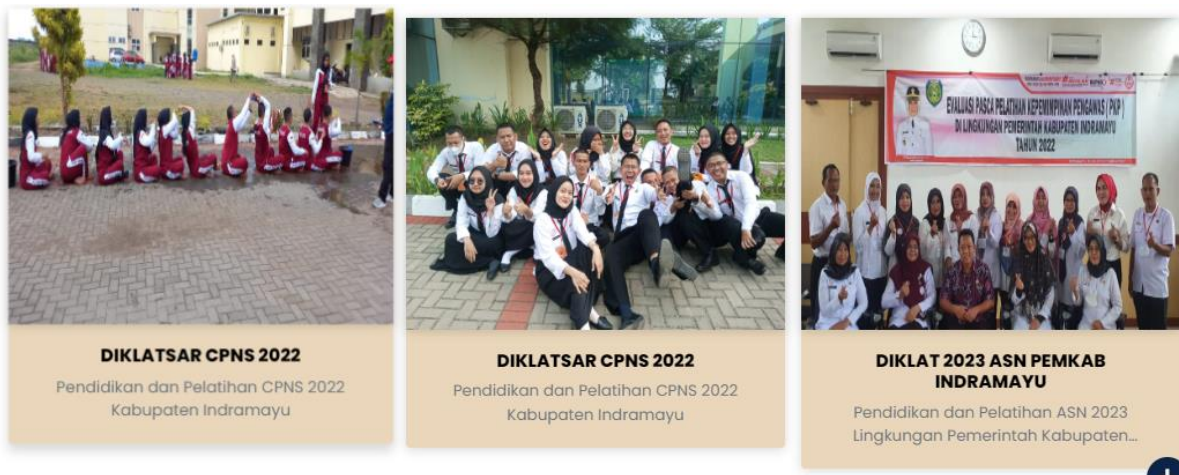 DIKLATSAR CPNS 2022
Pendidikan dan Pelatihan CPNS 2022
Kabupaten Indramayu
DIKLATSAR CPNS 2022
Pendidikan dan Pelatihan CPNS 2022
Kabupaten Indramayu
EVALUASI PASCA PELATIHAN KEPEMIMPINAN PENGAWAS ( PKP )
DI LINGKUNGAN PEMERINTAH KABUPATEN INDRAMAYU
TAHUN 2022
DIKLAT 2023 ASN PEMKAB
INDRAMAYU
Pendidikan dan Pelatihan ASN 2023
Lingkungan Pemerintah Kabupaten...